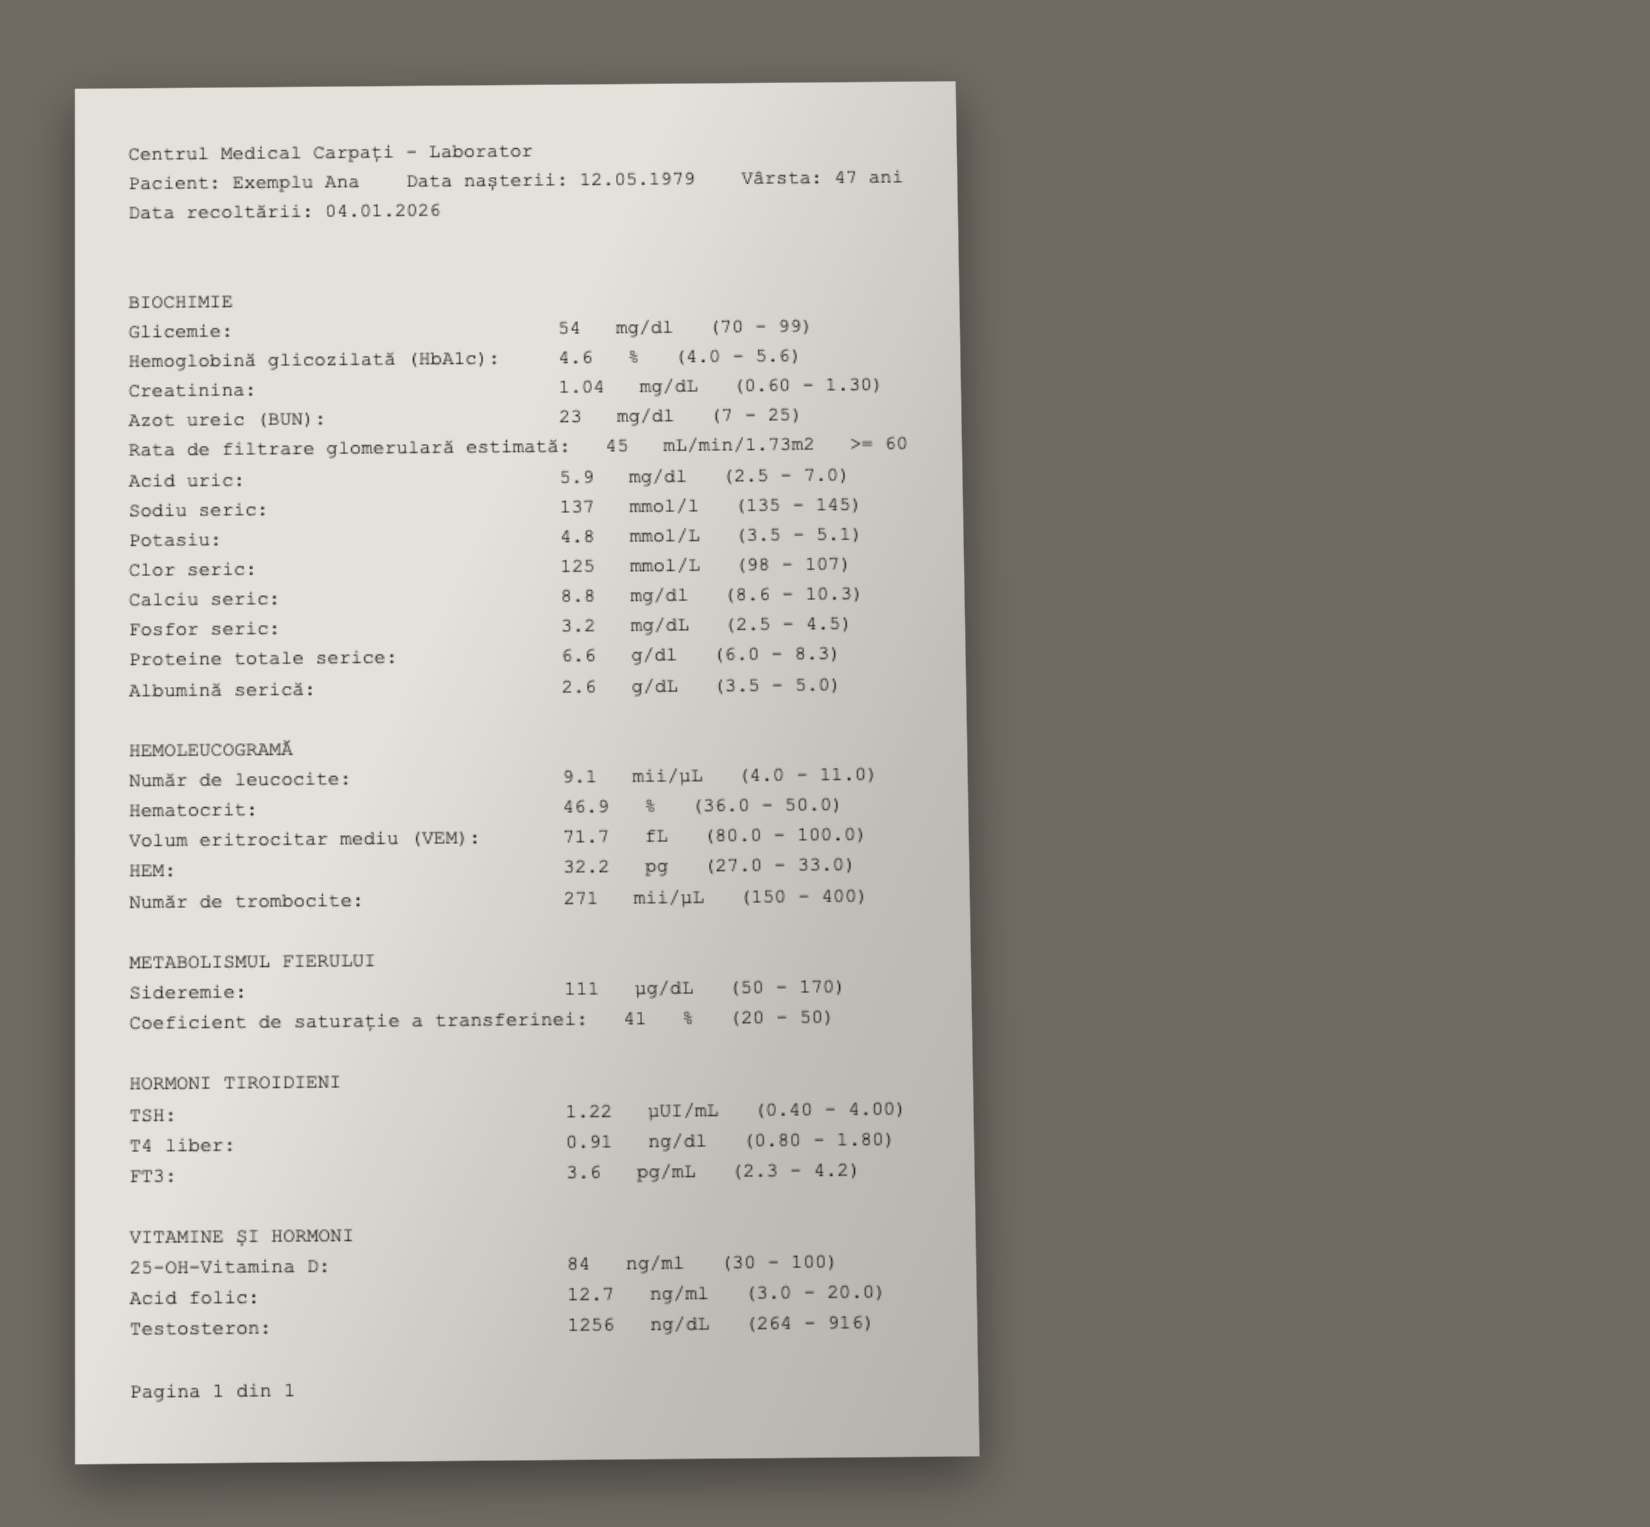 Centrul Medical Carpați - Laborator
Pacient: Exemplu Ana    Data nașterii: 12.05.1979    Vârsta: 47 ani
Data recoltării: 04.01.2026

BIOCHIMIE
Glicemie:    54   mg/dl   (70 - 99)
Hemoglobină glicozilată (HbA1c):    4.6   %   (4.0 - 5.6)
Creatinina:    1.04   mg/dL   (0.60 - 1.30)
Azot ureic (BUN):    23   mg/dl   (7 - 25)
Rata de filtrare glomerulară estimată:   45   mL/min/1.73m2   >= 60
Acid uric:    5.9   mg/dl   (2.5 - 7.0)
Sodiu seric:    137   mmol/l   (135 - 145)
Potasiu:    4.8   mmol/L   (3.5 - 5.1)
Clor seric:    125   mmol/L   (98 - 107)
Calciu seric:    8.8   mg/dl   (8.6 - 10.3)
Fosfor seric:    3.2   mg/dL   (2.5 - 4.5)
Proteine totale serice:    6.6   g/dl   (6.0 - 8.3)
Albumină serică:    2.6   g/dL   (3.5 - 5.0)

HEMOLEUCOGRAMĂ
Număr de leucocite:    9.1   mii/µL   (4.0 - 11.0)
Hematocrit:    46.9   %   (36.0 - 50.0)
Volum eritrocitar mediu (VEM):    71.7   fL   (80.0 - 100.0)
HEM:    32.2   pg   (27.0 - 33.0)
Număr de trombocite:    271   mii/µL   (150 - 400)

METABOLISMUL FIERULUI
Sideremie:    111   µg/dL   (50 - 170)
Coeficient de saturație a transferinei:   41   %   (20 - 50)

HORMONI TIROIDIENI
TSH:    1.22   µUI/mL   (0.40 - 4.00)
T4 liber:    0.91   ng/dl   (0.80 - 1.80)
FT3:    3.6   pg/mL   (2.3 - 4.2)

VITAMINE ȘI HORMONI
25-OH-Vitamina D:    84   ng/ml   (30 - 100)
Acid folic:    12.7   ng/ml   (3.0 - 20.0)
Testosteron:    1256   ng/dL   (264 - 916)

Pagina 1 din 1